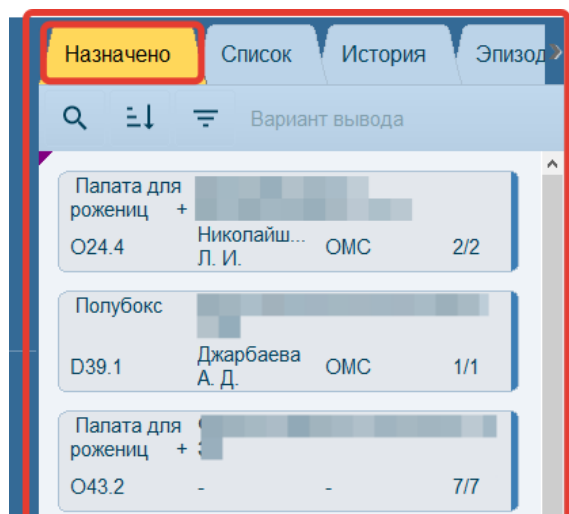 Назначено Список История Эпизод
Вариант вывода
Палата для
рожениц +
O24.4 Николайш... ОМС 2/2
Л. И.
Полубокс
D39.1 Джарбаева ОМС 1/1
А. Д.
Палата для
рожениц +
O43.2 - - 7/7